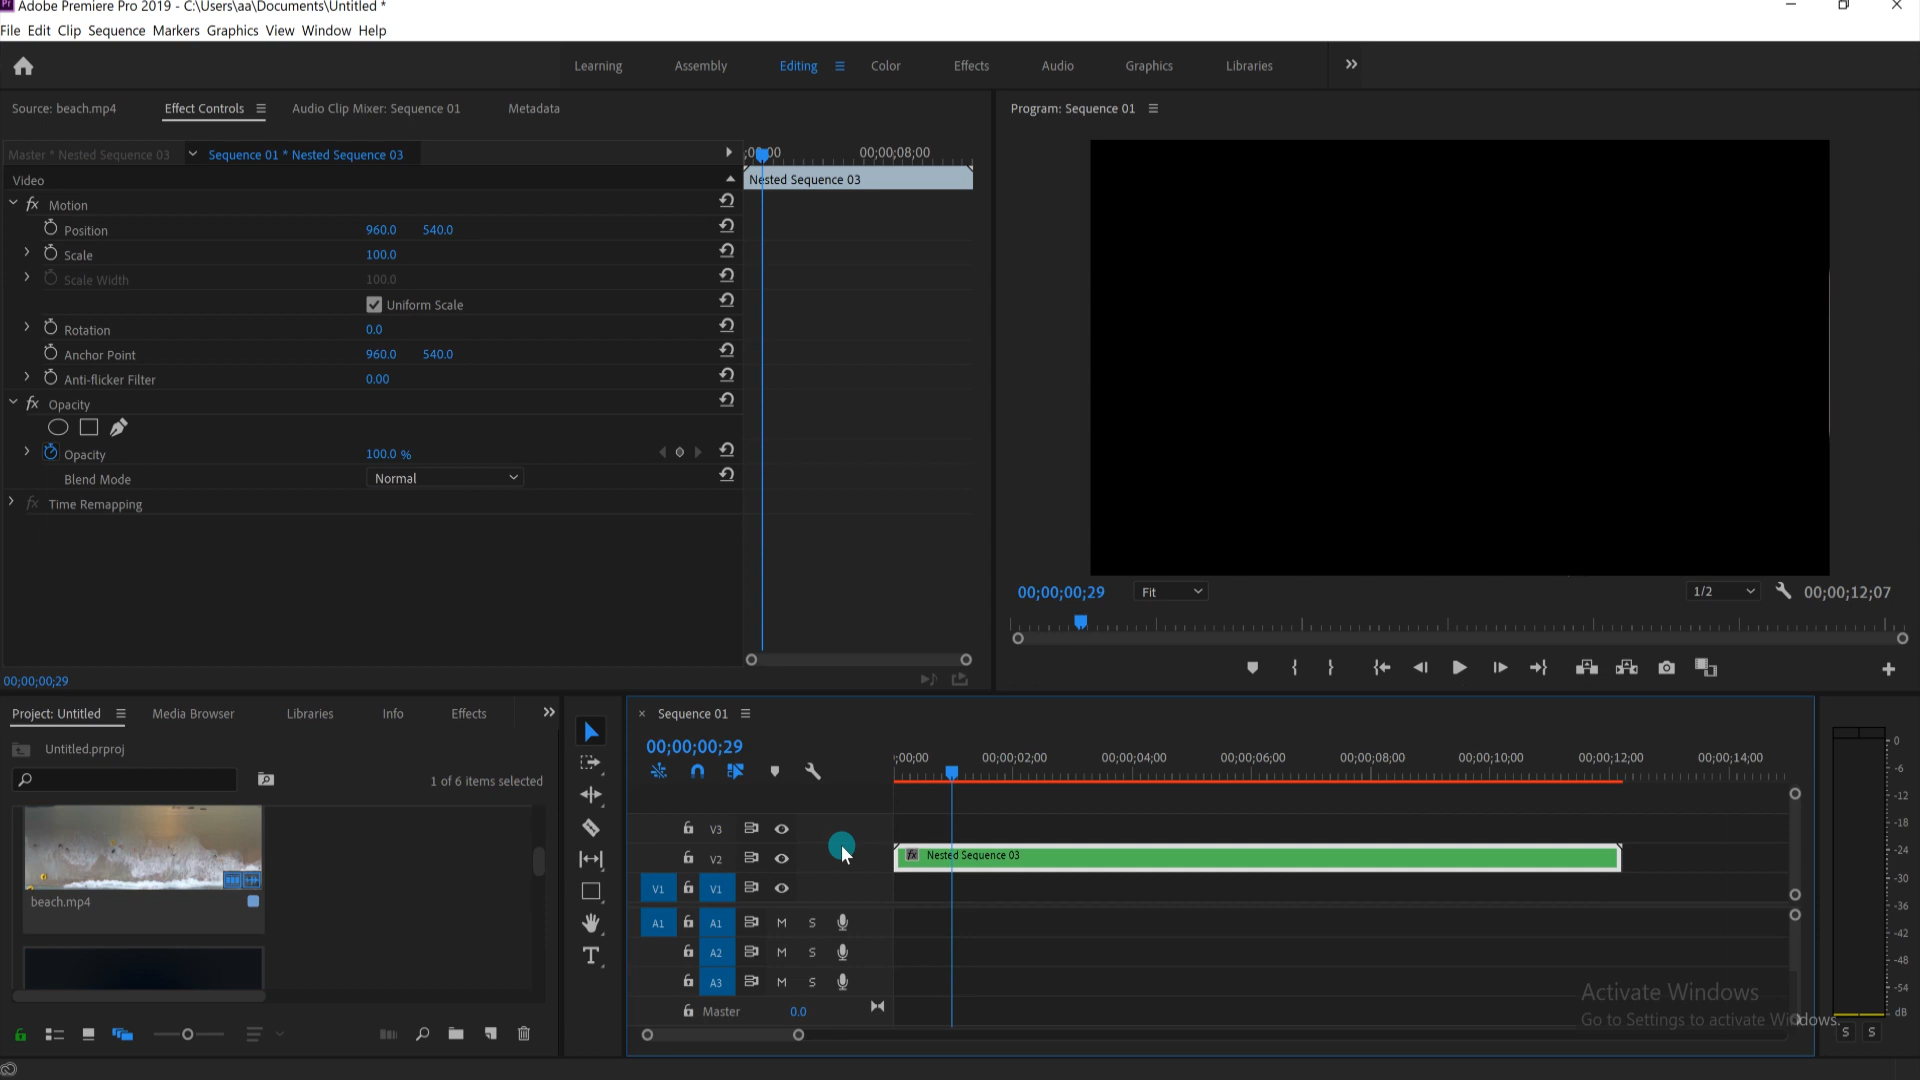 Adobe Premiere Pro 2019 - C:\Users\aa\Documents\Untitled *
File Edit Clip Sequence Markers Graphics View Window Help
Learning Assembly Editing Color Effects Audio Graphics Libraries
Source: beach.mp4 Effect Controls Audio Clip Mixer: Sequence 01 Metadata
Program: Sequence 01
Master * Nested Sequence 03 Sequence 01 * Nested Sequence 03
00;00;08;00
Video
Nested Sequence 03
fx Motion
Position 960.0 540.0
Scale 100.0
Scale Width 100.0
Uniform Scale
Rotation 0.0
Anchor Point 960.0 540.0
Anti-flicker Filter 0.00
fx Opacity
Opacity 100.0 %
Blend Mode Normal
fx Time Remapping
00;00;00;29 Fit 1/2 00;00;12;07
00;00;00;29
Project: Untitled Media Browser Libraries Info Effects
Untitled.prproj
1 of 6 items selected
beach.mp4
Sequence 01
00;00;00;29
;00;00 00;00;02;00 00;00;04;00 00;00;06;00 00;00;08;00 00;00;10;00 00;00;12;00 00;00;14;00
V3
V2
fx Nested Sequence 03
V1 V1
A1 A1 M S
A2 M S
A3 M S
Master 0.0
0
-6
-12
-18
-24
-30
-36
-42
-48
-54
dB
S S
Activate Windows
Go to Settings to activate Windows.